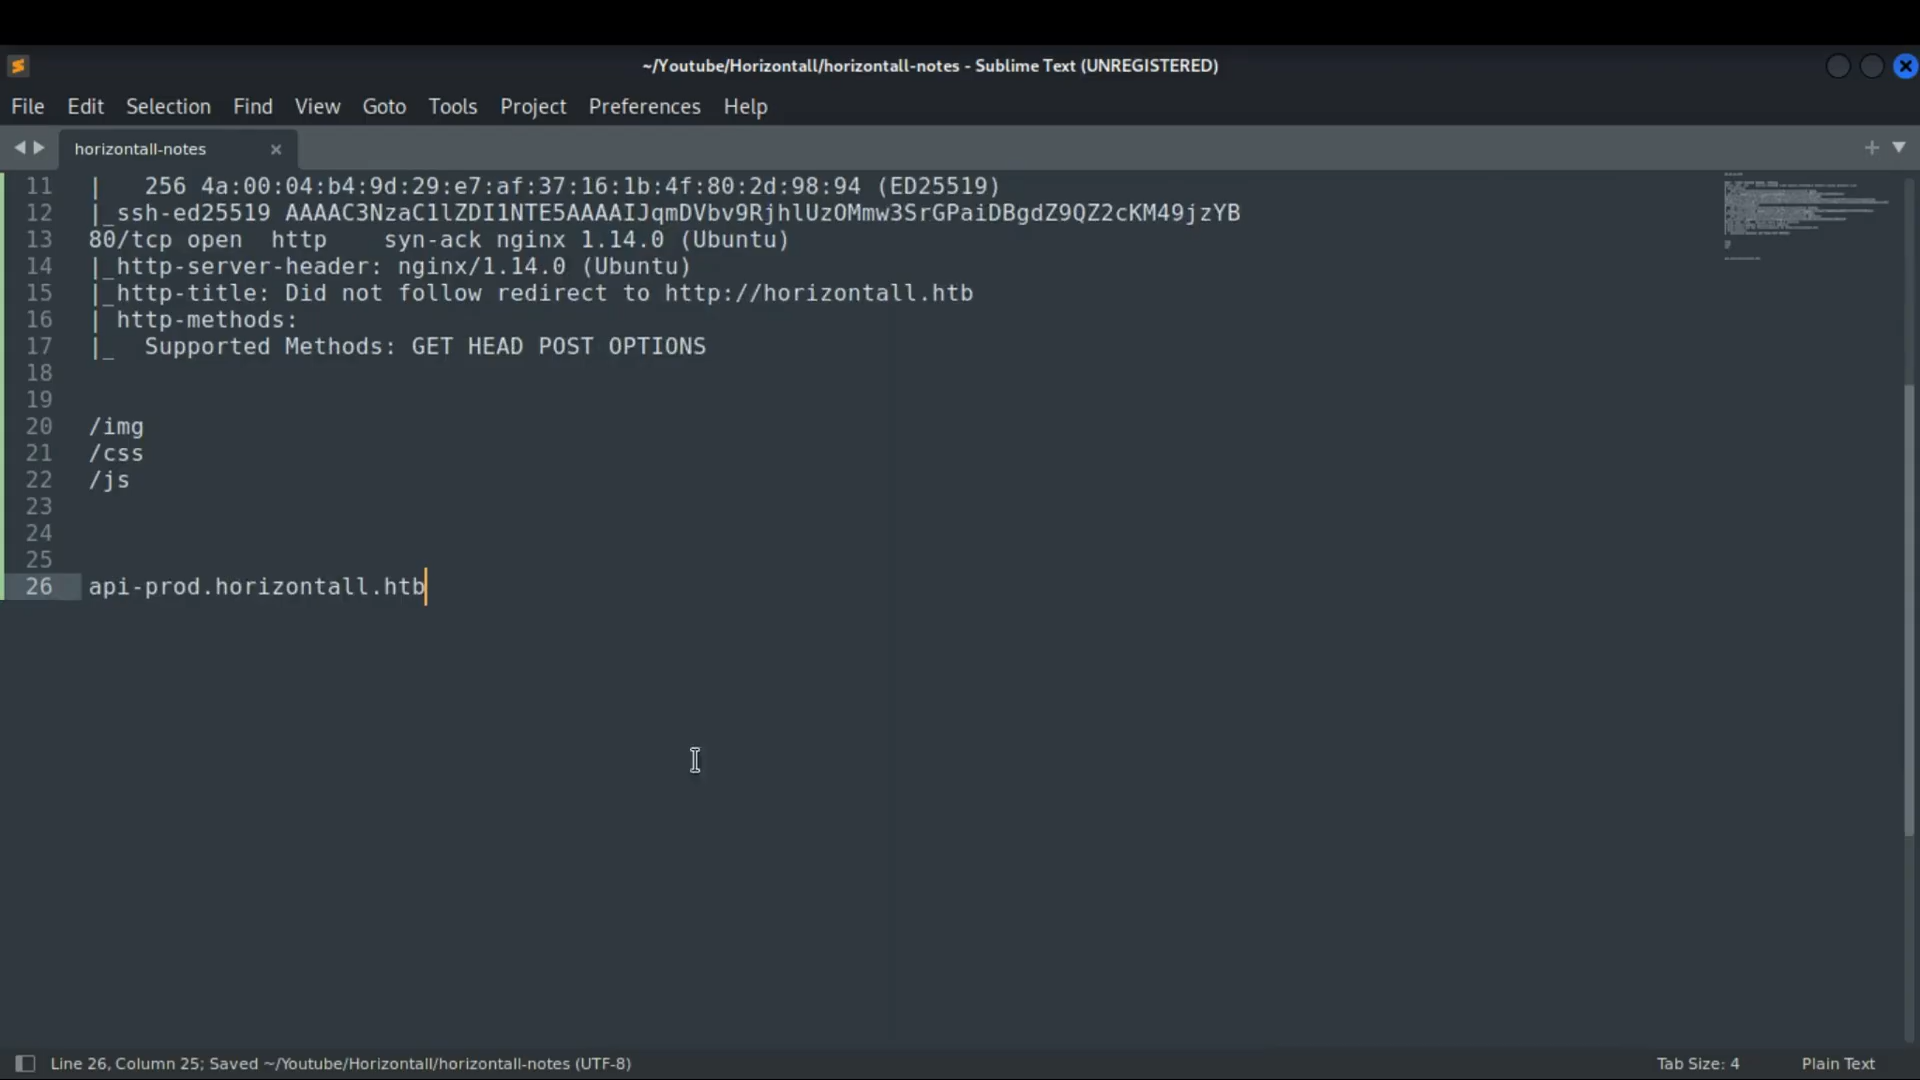 ~/Youtube/Horizontall/horizontall-notes - Sublime Text (UNREGISTERED)
File Edit Selection Find View Goto Tools Project Preferences Help
horizontall-notes
11 |   256 4a:00:04:b4:9d:29:e7:af:37:16:1b:4f:80:2d:98:94 (ED25519)
12 |_ssh-ed25519 AAAAC3NzaC1lZDI1NTE5AAAAIJqmDVbv9RjhlUzOMmw3SrGPaiDBgdZ9QZ2cKM49jzYB
13 80/tcp open  http    syn-ack nginx 1.14.0 (Ubuntu)
14 |_http-server-header: nginx/1.14.0 (Ubuntu)
15 |_http-title: Did not follow redirect to http://horizontall.htb
16 | http-methods:
17 |_  Supported Methods: GET HEAD POST OPTIONS
18
19
20 /img
21 /css
22 /js
23
24
25
26 api-prod.horizontall.htb
Line 26, Column 25; Saved ~/Youtube/Horizontall/horizontall-notes (UTF-8) Tab Size: 4 Plain Text